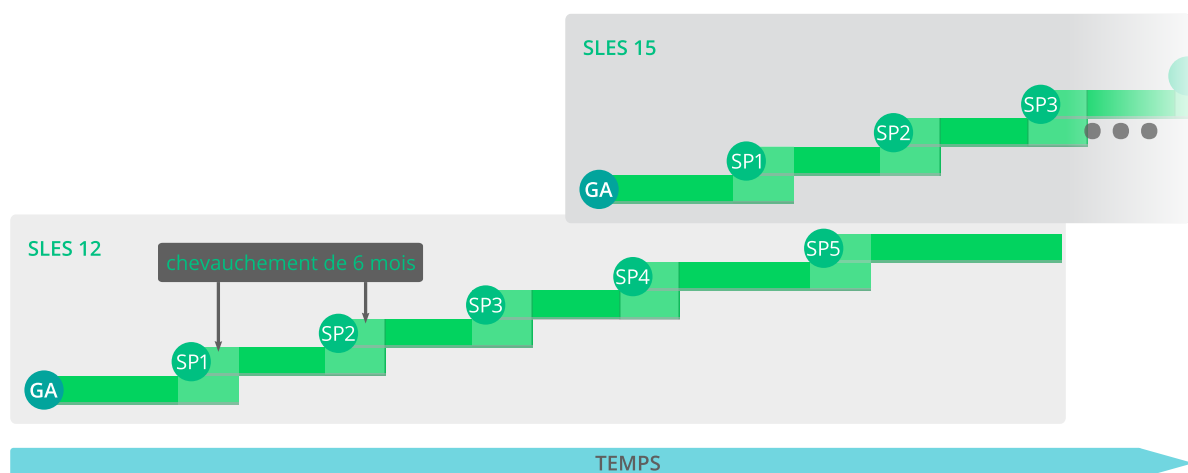 SLES 15
SP3
SP2
SP1
GA
SLES 12
chevauchement de 6 mois
SP5
SP4
SP3
SP2
SP1
GA
TEMPS